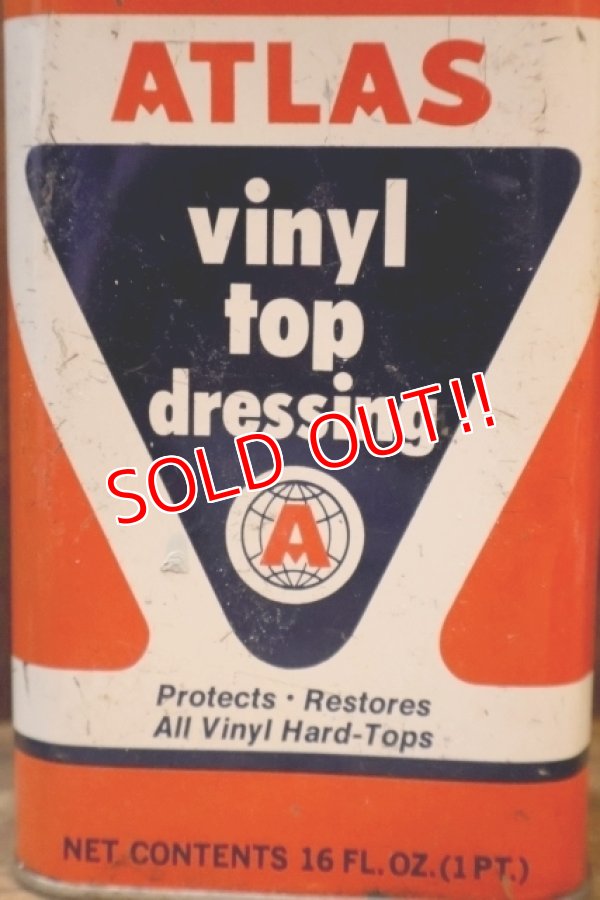 ATLAS
vinyl
top
dressing
SOLD OUT!!
A
Protects · Restores
All Vinyl Hard-Tops
NET CONTENTS 16 FL. OZ. (1 PT.)